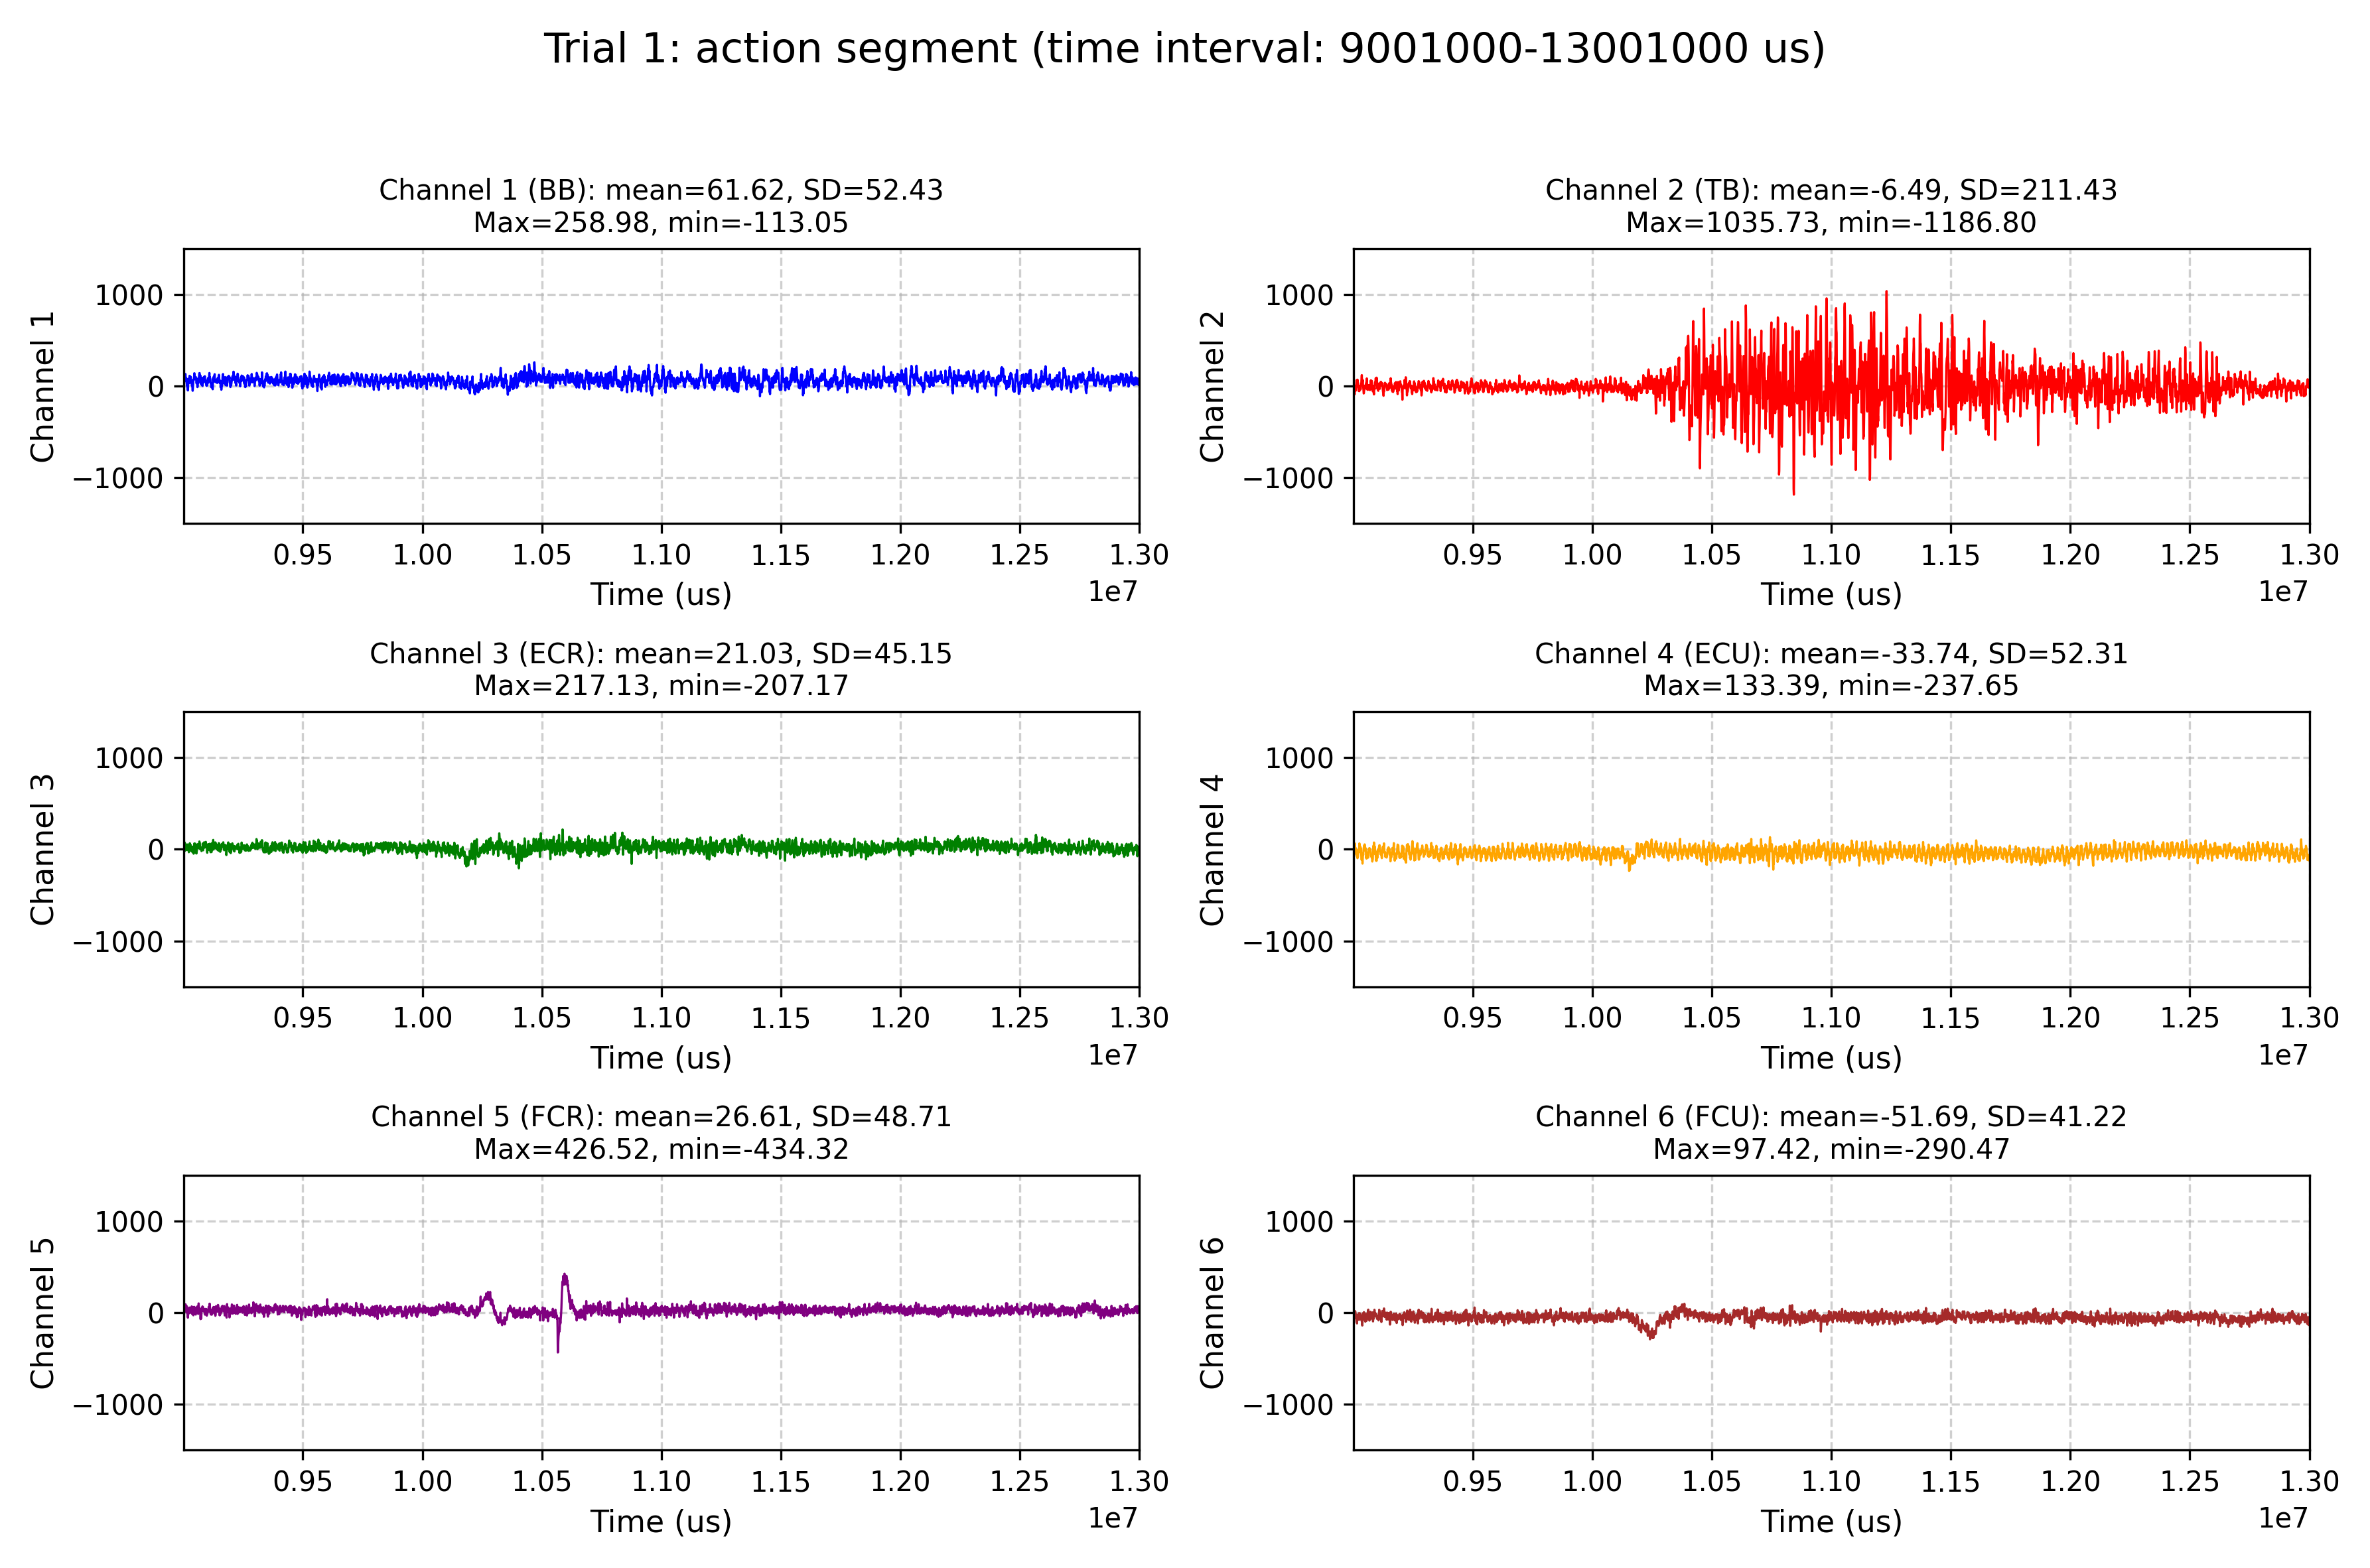 Trial 1: action segment (time interval: 9001000-13001000 us)
Channel 1 (BB): mean=61.62, SD=52.43
Max=258.98, min=-113.05
Channel 1
1000
0
−1000
0.95 1.00 1.05 1.10 1.15 1.20 1.25 1.30
Time (us)
1e7
Channel 2 (TB): mean=-6.49, SD=211.43
Max=1035.73, min=-1186.80
Channel 2
1000
0
−1000
0.95 1.00 1.05 1.10 1.15 1.20 1.25 1.30
Time (us)
1e7
Channel 3 (ECR): mean=21.03, SD=45.15
Max=217.13, min=-207.17
Channel 3
1000
0
−1000
0.95 1.00 1.05 1.10 1.15 1.20 1.25 1.30
Time (us)
1e7
Channel 4 (ECU): mean=-33.74, SD=52.31
Max=133.39, min=-237.65
Channel 4
1000
0
−1000
0.95 1.00 1.05 1.10 1.15 1.20 1.25 1.30
Time (us)
1e7
Channel 5 (FCR): mean=26.61, SD=48.71
Max=426.52, min=-434.32
Channel 5
1000
0
−1000
0.95 1.00 1.05 1.10 1.15 1.20 1.25 1.30
Time (us)
1e7
Channel 6 (FCU): mean=-51.69, SD=41.22
Max=97.42, min=-290.47
Channel 6
1000
0
−1000
0.95 1.00 1.05 1.10 1.15 1.20 1.25 1.30
Time (us)
1e7